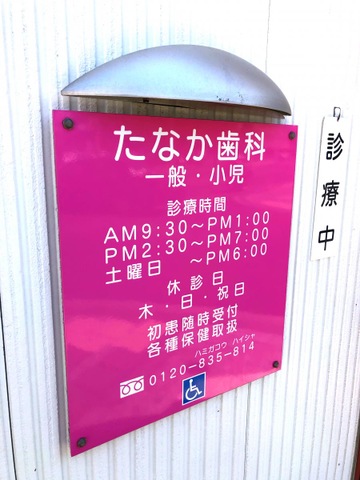 たなか歯科
一般・小児
診療時間
AM9:30～PM1:00
PM2:30～PM7:00
土曜日 ～PM6:00
休診日
木・日・祝日
初患随時受付
各種保健取扱
ハミガコウ ハイシャ
0120-835-814
診療中